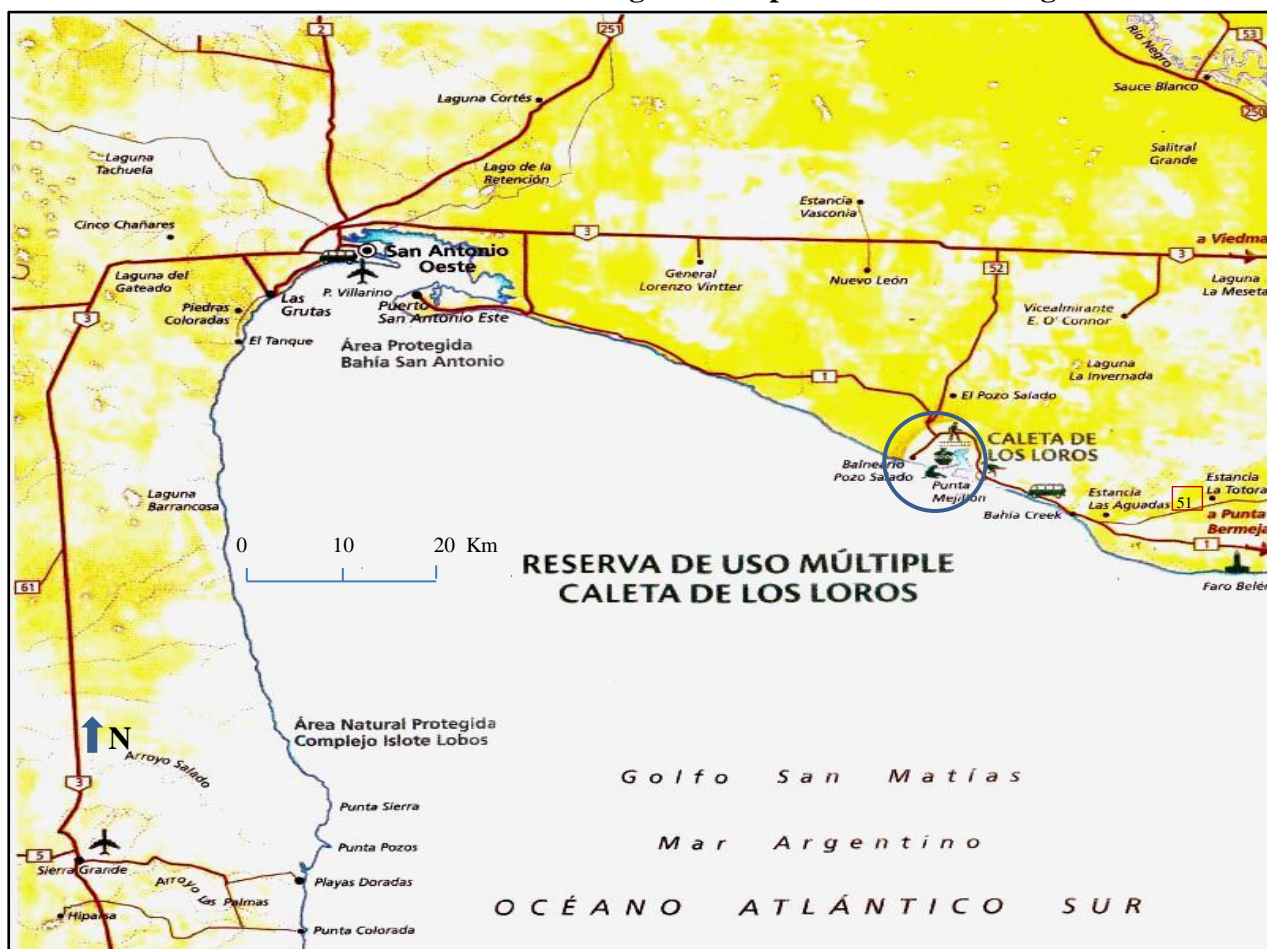 2
251
53
Río Negro
Sauce Blanco
250
Laguna Cortés
Laguna
Tachuela
Lago de la
Retención
Salitral
Grande
Cinco Chañares
Estancia
Vasconia
3
a Viedma
San Antonio
Oeste
3
52
Laguna del
Gateado
General
Lorenzo Vintter
Nuevo León
Laguna
La Meseta
P. Villarino
Las
Grutas
Piedras
Coloradas
Puerto
San Antonio Este
Vicealmirante
E. O' Connor
3
El Tanque
Área Protegida
Bahía San Antonio
Laguna
La Invernada
1
El Pozo Salado
CALETA DE
LOS LOROS
Balneario
Pozo Salado
Punta
Mejillón
Estancia
La Totora
Laguna
Barrancosa
Bahía Creek
Estancia
Las Aguadas
51
a Punta
Bermeja
1
0 10 20 Km
RESERVA DE USO MÚLTIPLE
CALETA DE LOS LOROS
61
Faro Belén
Área Natural Protegida
Complejo Islote Lobos
N
Arroyo Salado
Golfo San Matías
3
Punta Sierra
Mar Argentino
Punta Pozos
5
Sierra Grande
Arroyo Las Palmas
Playas Doradas
OCÉANO ATLÁNTICO SUR
Hiparsa
Punta Colorada